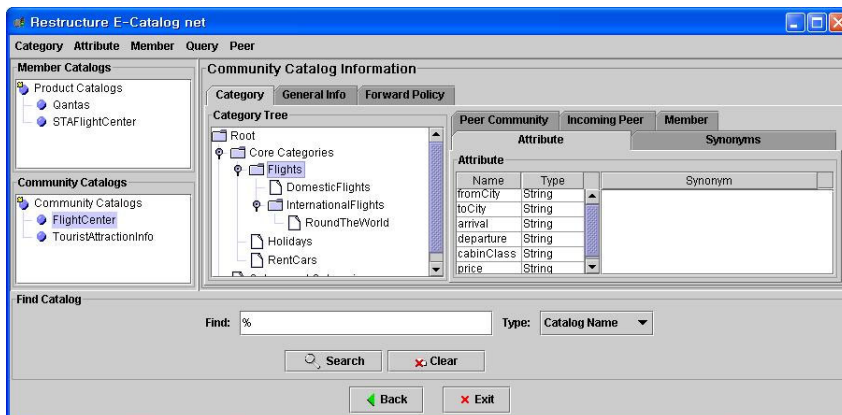 Restructure E-Catalog net
Category Attribute Member Query Peer
Member Catalogs
Product Catalogs
Qantas
STAFlightCenter
Community Catalogs
Community Catalogs
FlightCenter
TouristAttractionInfo
Community Catalog Information
Category General Info Forward Policy
Category Tree
Root
Core Categories
Flights
DomesticFlights
InternationalFlights
RoundTheWorld
Holidays
RentCars
Peer Community Incoming Peer Member
Attribute Synonyms
Attribute
Name Type Synonym
fromCity String
toCity String
arrival String
departure String
cabinClass String
price String
Find Catalog
Find: % Type: Catalog Name
Search Clear
Back Exit